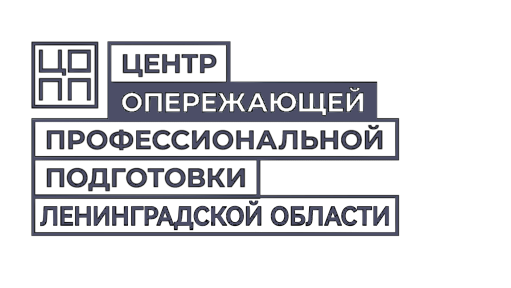 ЦО
ПП
ЦЕНТР
ОПЕРЕЖАЮЩЕЙ
ПРОФЕССИОНАЛЬНОЙ
ПОДГОТОВКИ
ЛЕНИНГРАДСКОЙ ОБЛАСТИ